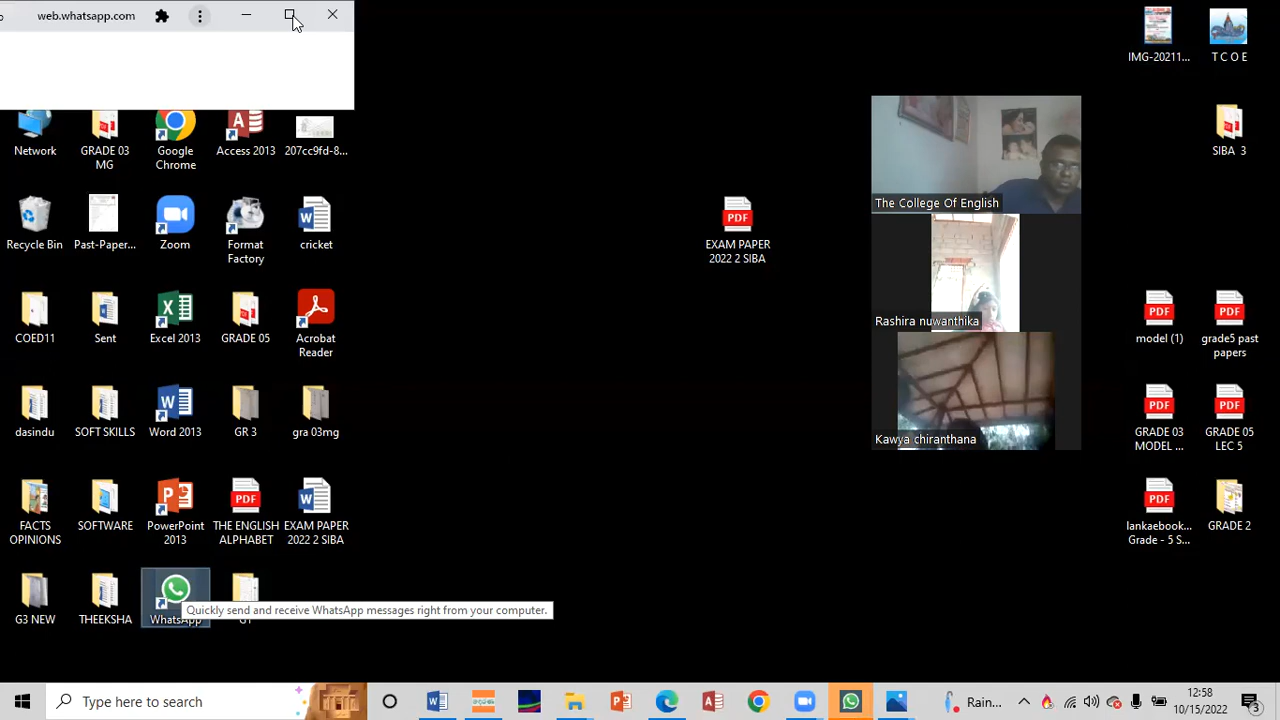 web.whatsapp.com
IMG-20211...
T C O E
Network
GRADE 03
MG
Google
Chrome
Access 2013
207cc9fd-8...
SIBA 3
The College Of English
Recycle Bin
Past-Paper...
Zoom
Format
Factory
cricket
PDF
EXAM PAPER
2022 2 SIBA
Rashira nuwanthika
COED11
Sent
Excel 2013
GRADE 05
Acrobat
Reader
PDF
model (1)
PDF
grade5 past
papers
Kawya chiranthana
dasindu
SOFT SKILLS
Word 2013
GR 3
gra 03mg
PDF
GRADE 03
MODEL ...
PDF
GRADE 05
LEC 5
FACTS
OPINIONS
SOFTWARE
PowerPoint
2013
PDF
THE ENGLISH
ALPHABET
EXAM PAPER
2022 2 SIBA
PDF
lankaebook...
Grade - 5 S...
GRADE 2
G3 NEW
THEEKSHA
WhatsApp
Quickly send and receive WhatsApp messages right from your computer.
Type here to search
Rain...
12:58
10/15/2022
3